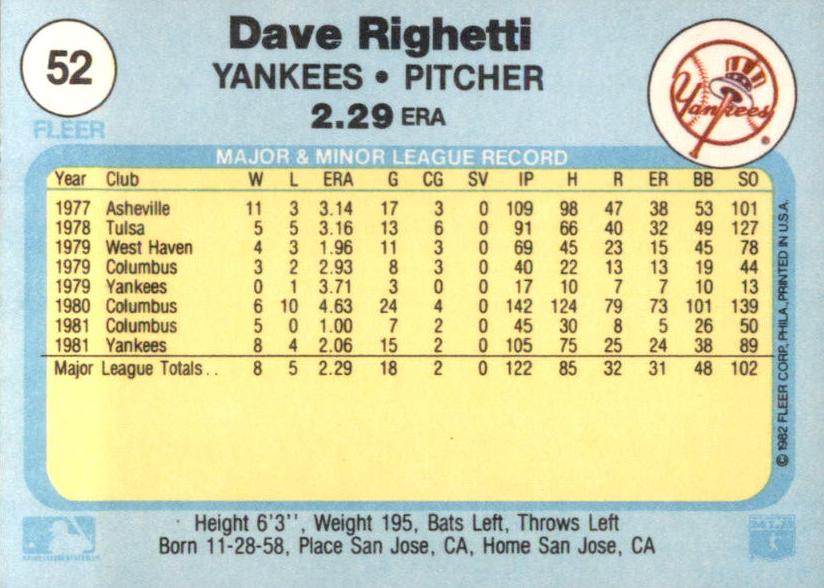 52
FLEER
Dave Righetti
YANKEES • PITCHER
2.29 ERA
Yankees
MAJOR & MINOR LEAGUE RECORD
Year Club W L ERA G CG SV IP H R ER BB SO
1977 Asheville 11 3 3.14 17 3 0 109 98 47 38 53 101
1978 Tulsa 5 5 3.16 13 6 0 91 66 40 32 49 127
1979 West Haven 4 3 1.96 11 3 0 69 45 23 15 45 78
1979 Columbus 3 2 2.93 8 3 0 40 22 13 13 19 44
1979 Yankees 0 1 3.71 3 0 0 17 10 7 7 10 13
1980 Columbus 6 10 4.63 24 4 0 142 124 79 73 101 139
1981 Columbus 5 0 1.00 7 2 0 45 30 8 5 26 50
1981 Yankees 8 4 2.06 15 2 0 105 75 25 24 38 89
Major League Totals.. 8 5 2.29 18 2 0 122 85 32 31 48 102
© 1982 FLEER CORP., PHILA., PRINTED IN U.S.A.
Height 6'3'', Weight 195, Bats Left, Throws Left
Born 11-28-58, Place San Jose, CA, Home San Jose, CA